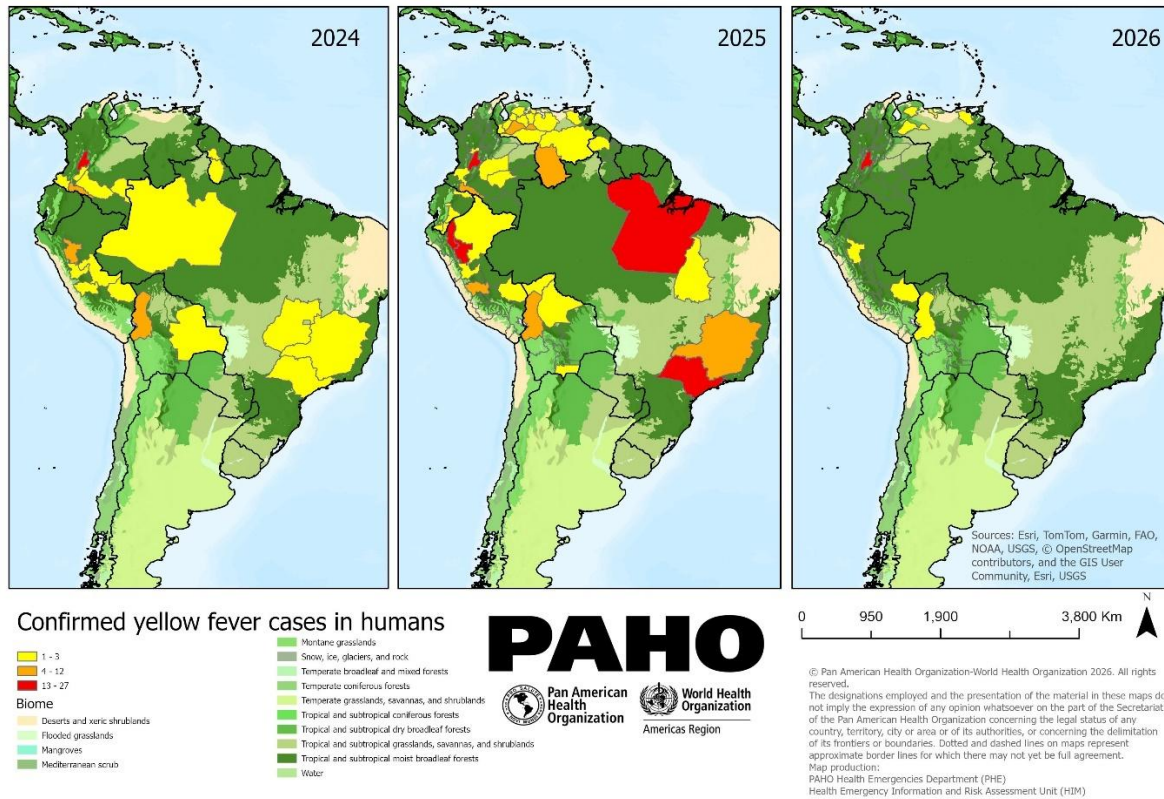 2024
2025
2026
Sources: Esri, TomTom, Garmin, FAO,
NOAA, USGS, © OpenStreetMap
contributors, and the GIS User
Community, Esri, USGS
Confirmed yellow fever cases in humans
1 - 3
4 - 12
13 - 27
Biome
Deserts and xeric shrublands
Flooded grasslands
Mangroves
Mediterranean scrub
Montane grasslands
Snow, ice, glaciers, and rock
Temperate broadleaf and mixed forests
Temperate coniferous forests
Temperate grasslands, savannas, and shrublands
Tropical and subtropical coniferous forests
Tropical and subtropical dry broadleaf forests
Tropical and subtropical grasslands, savannas, and shrublands
Tropical and subtropical moist broadleaf forests
Water
PAHO
Pan American
Health
Organization
World Health
Organization
Americas Region
N
0 950 1,900 3,800 Km
© Pan American Health Organization-World Health Organization 2026. All rights
reserved.
The designations employed and the presentation of the material in these maps do
not imply the expression of any opinion whatsoever on the part of the Secretariat
of the Pan American Health Organization concerning the legal status of any
country, territory, city or area or of its authorities, or concerning the delimitation
of its frontiers or boundaries. Dotted and dashed lines on maps represent
approximate border lines for which there may not yet be full agreement.
Map production:
PAHO Health Emergencies Department (PHE)
Health Emergency Information and Risk Assessment Unit (HIM)